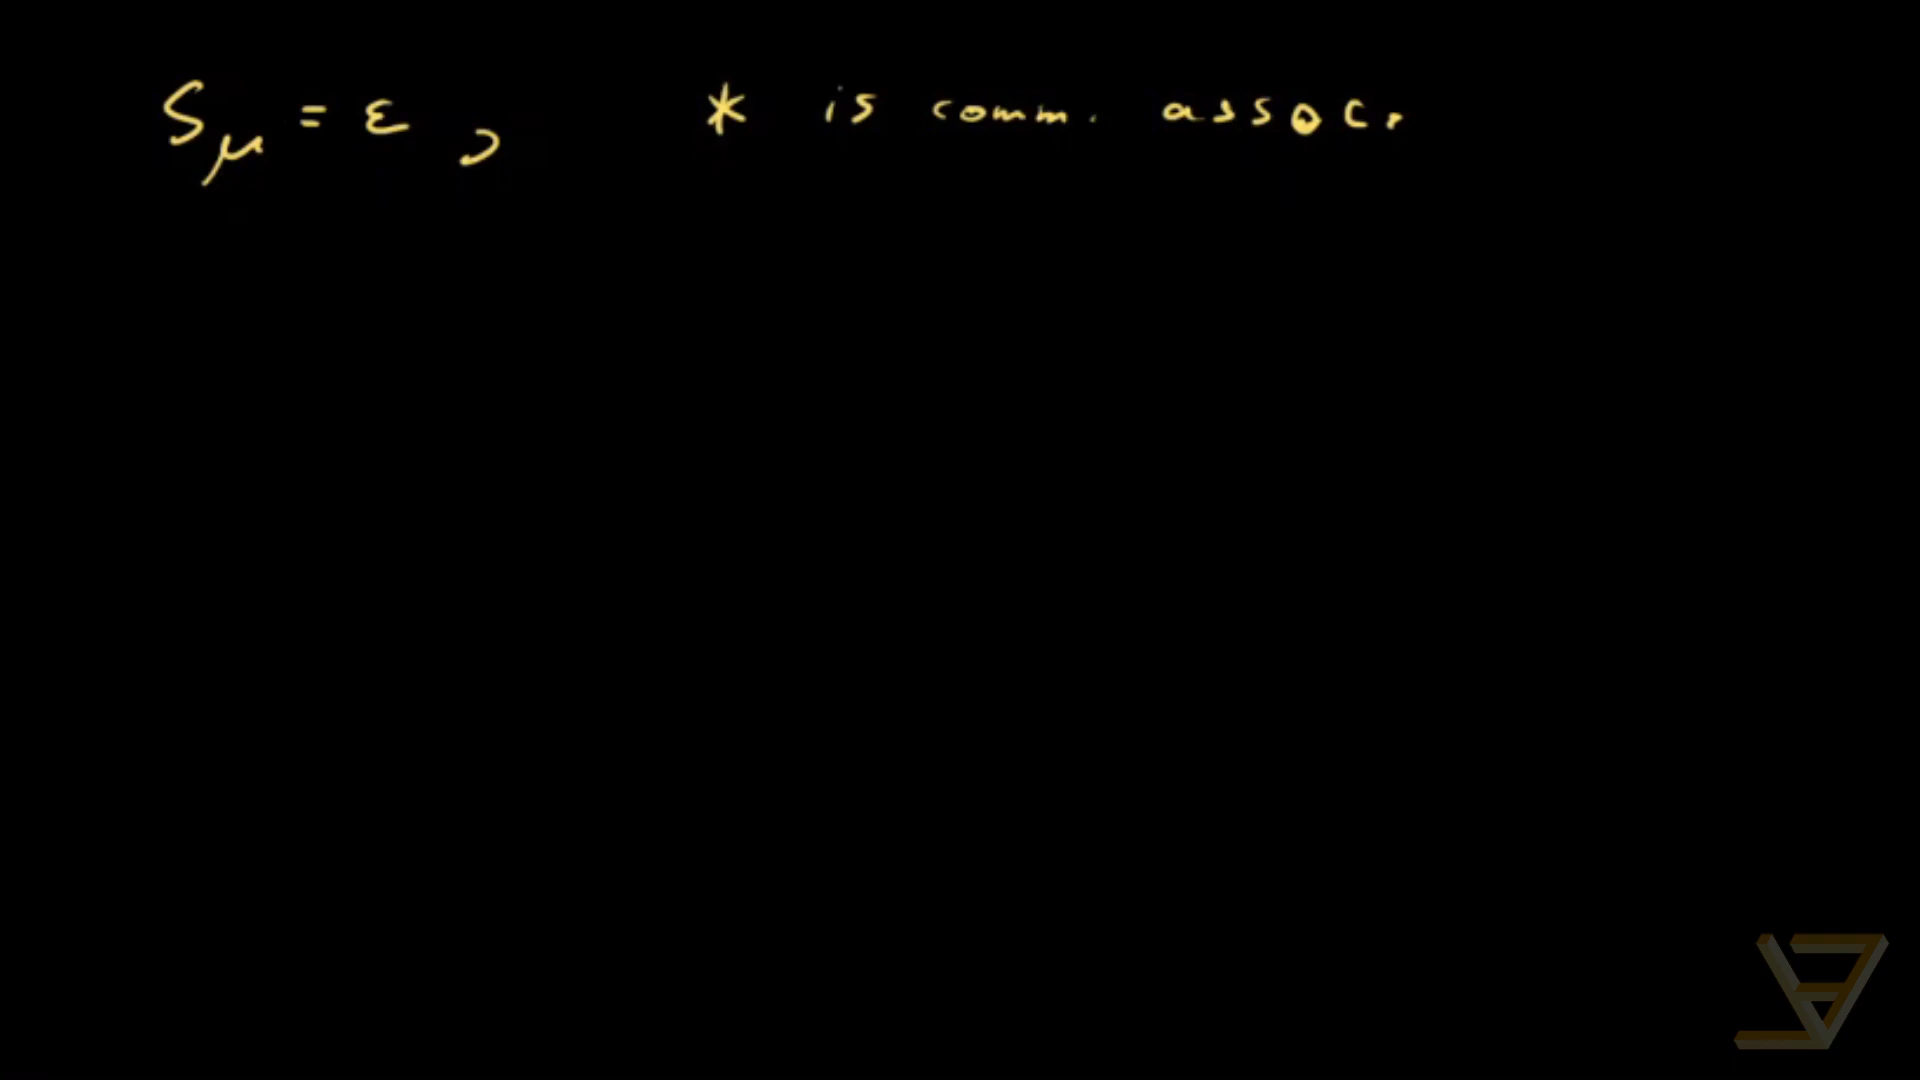 S_μ = ε ,   * is comm. assoc.